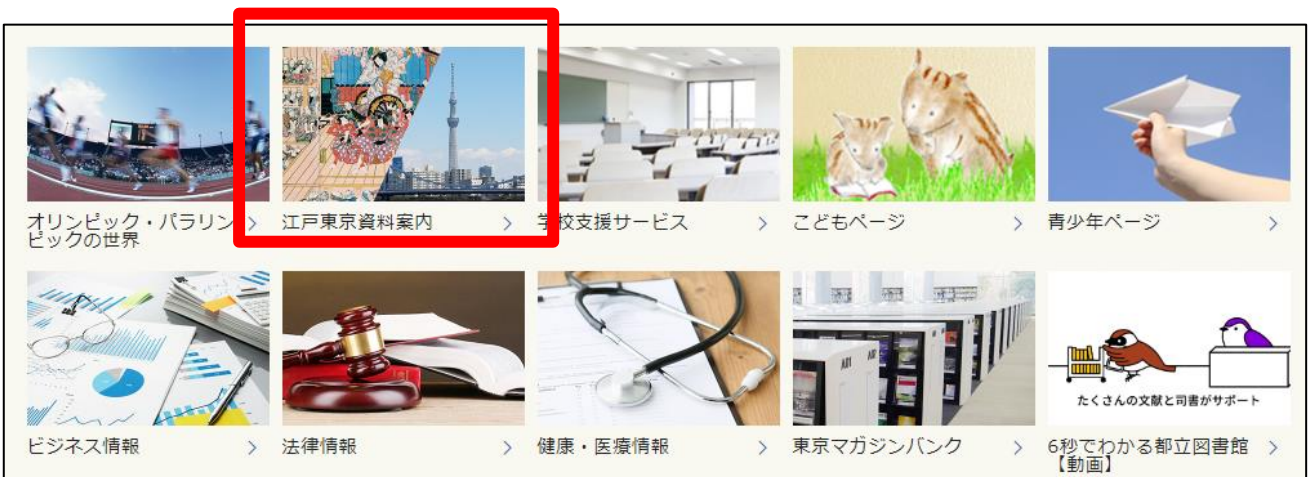 オリンピック・パラリン
ピックの世界
江戸東京資料案内
学校支援サービス
こどもページ
青少年ページ
たくさんの文献と司書がサポート
ビジネス情報
法律情報
健康・医療情報
東京マガジンバンク
6秒でわかる都立図書館
【動画】